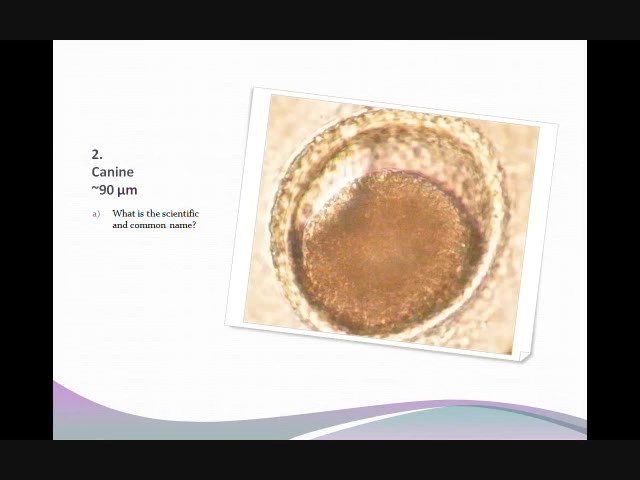 2.
Canine
~90 µm
a) What is the scientific
and common name?